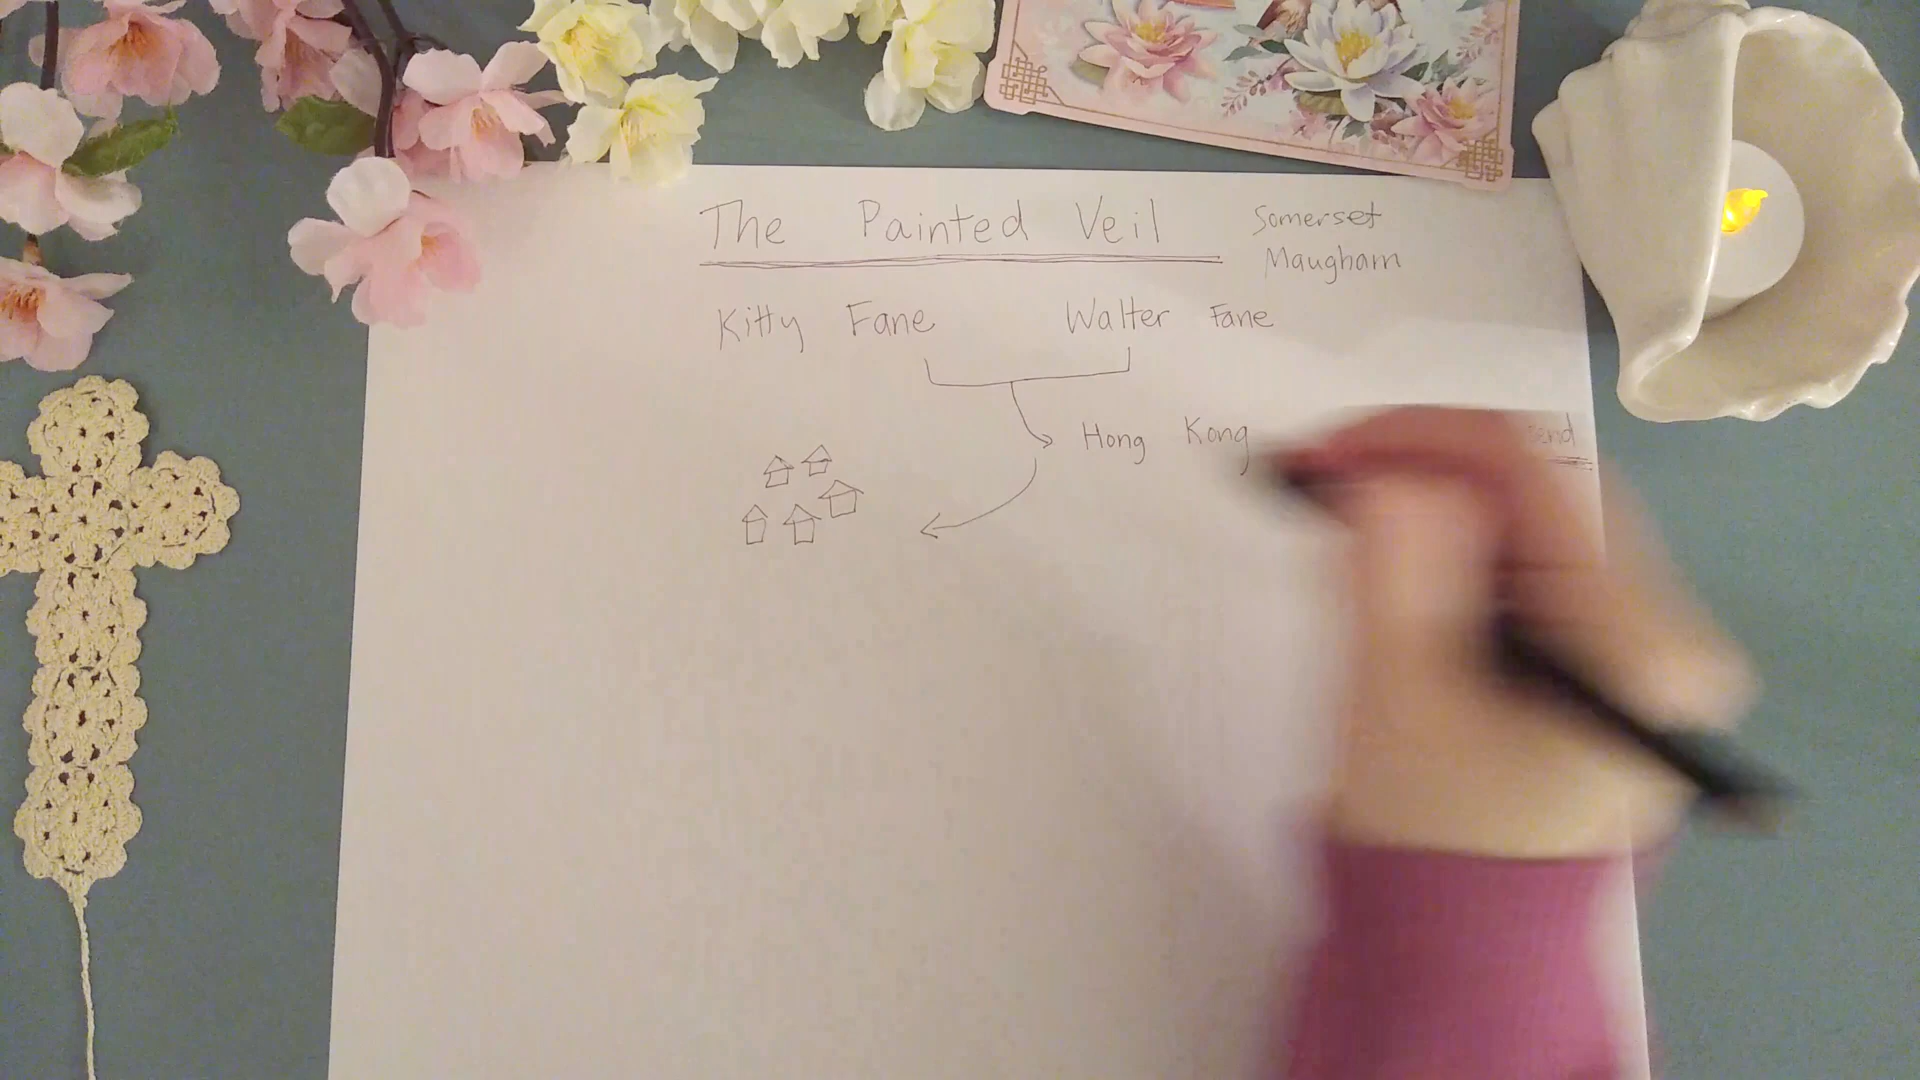 The Painted Veil
Somerset
Maugham
Kitty Fane Walter Fane
Hong Kong